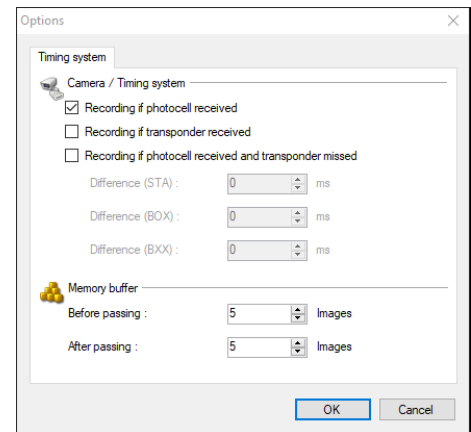 Options
Timing system
Camera / Timing system
Recording if photocell received
Recording if transponder received
Recording if photocell received and transponder missed
Difference (STA) : 0 ms
Difference (BOX) : 0 ms
Difference (BXX) : 0 ms
Memory buffer
Before passing : 5 Images
After passing : 5 Images
OK Cancel